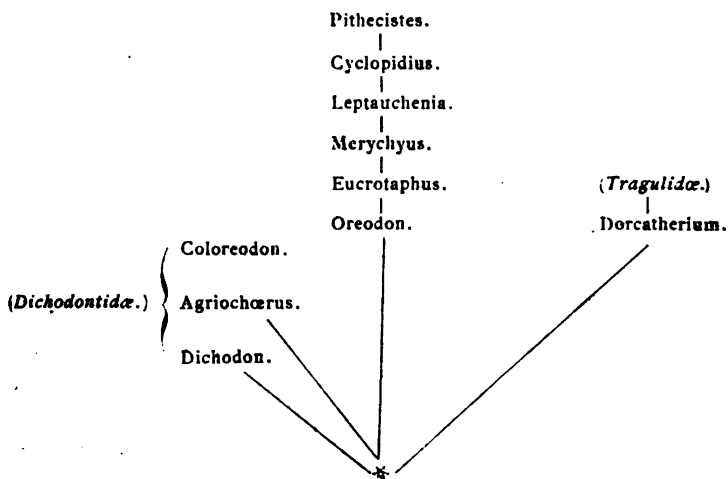 Pithecistes.
Cyclopidius.
Leptauchenia.
Merychyus.
Eucrotaphus.
(Tragulidæ.)
Oreodon.
Dorcatherium.
Coloreodon.
(Dichodontidæ.)
Agriochœrus.
Dichodon.
*